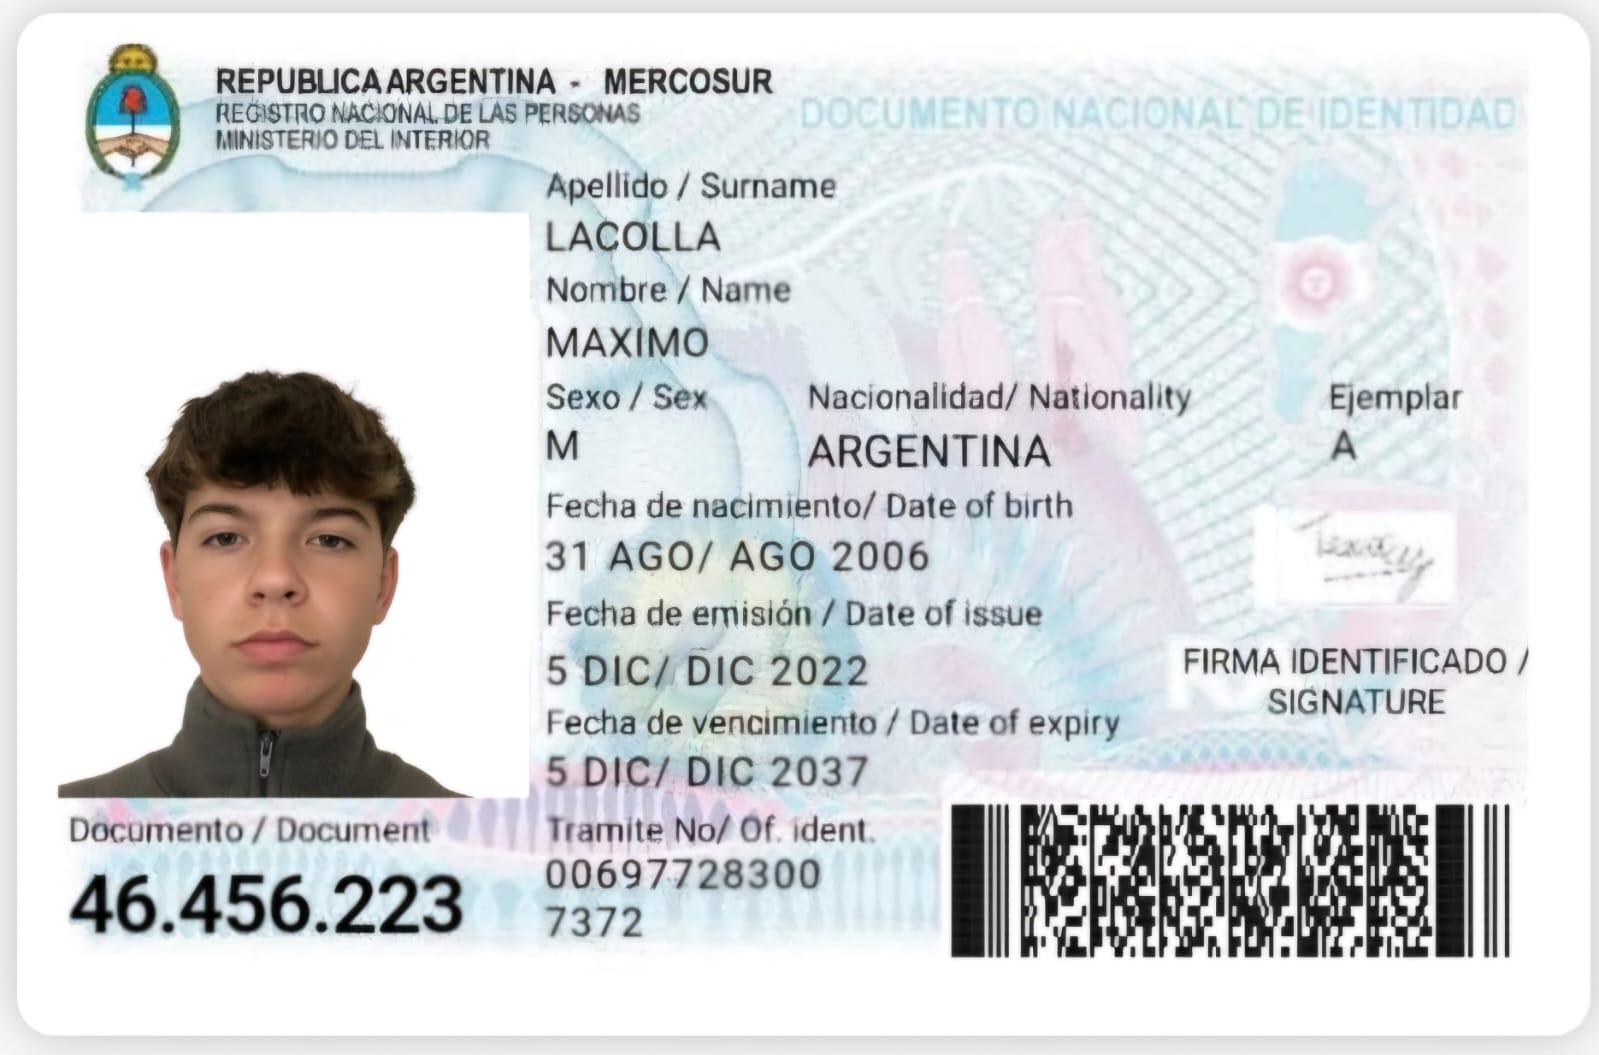 REPUBLICA ARGENTINA - MERCOSUR
REGISTRO NACIONAL DE LAS PERSONAS
MINISTERIO DEL INTERIOR
DOCUMENTO NACIONAL DE IDENTIDAD
Apellido / Surname
LACOLLA
Nombre / Name
MAXIMO
Sexo / Sex
M
Nacionalidad/ Nationality
ARGENTINA
Ejemplar
A
Fecha de nacimiento/ Date of birth
31 AGO/ AGO 2006
Fecha de emisión / Date of issue
5 DIC/ DIC 2022
Fecha de vencimiento / Date of expiry
5 DIC/ DIC 2037
FIRMA IDENTIFICADO /
SIGNATURE
Documento / Document
46.456.223
Tramite No/ Of. ident.
00697728300
7372